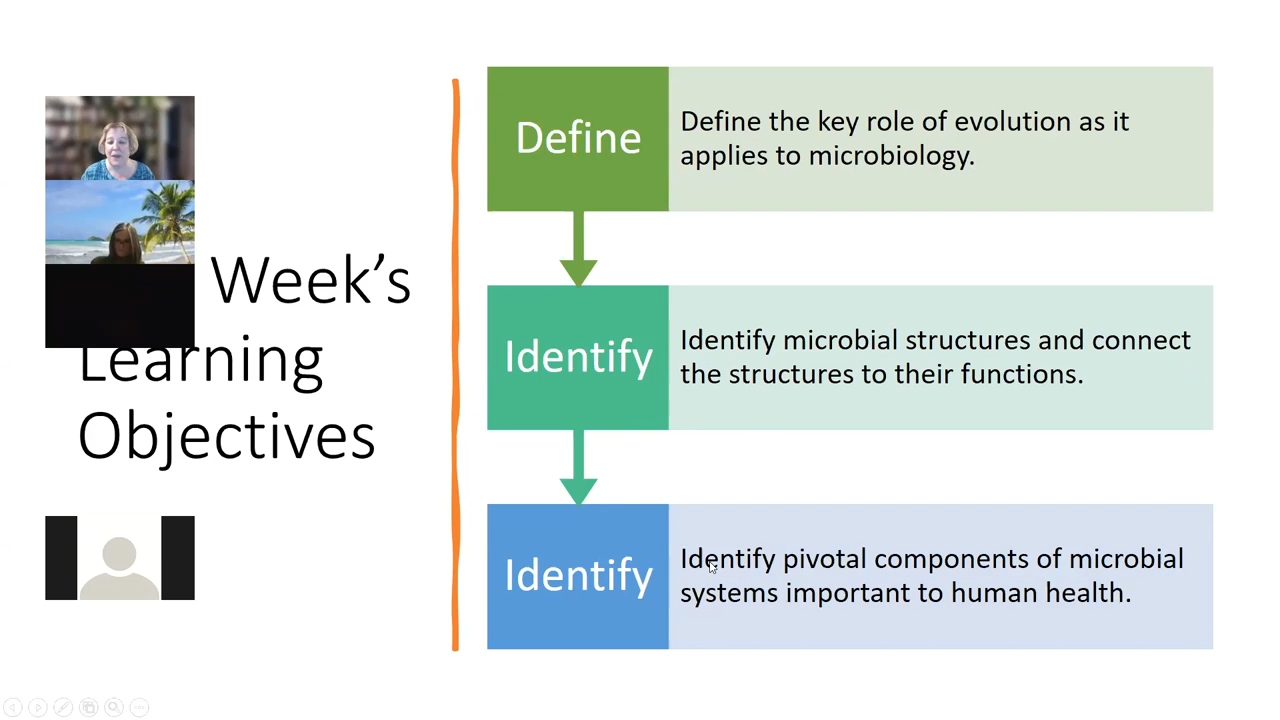 Week's
Learning
Objectives
Define
Define the key role of evolution as it
applies to microbiology.
Identify
Identify microbial structures and connect
the structures to their functions.
Identify
Identify pivotal components of microbial
systems important to human health.